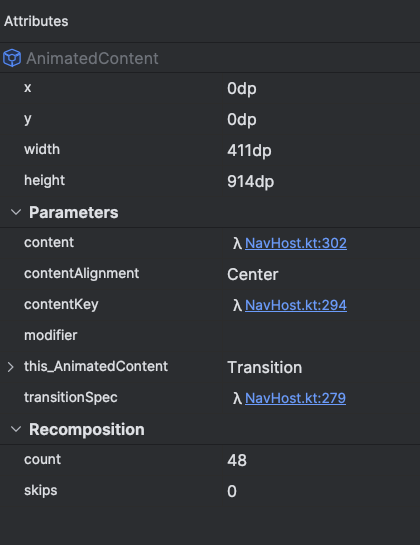 Attributes
AnimatedContent
x 0dp
y 0dp
width 411dp
height 914dp
Parameters
content λ NavHost.kt:302
contentAlignment Center
contentKey λ NavHost.kt:294
modifier
this_AnimatedContent Transition
transitionSpec λ NavHost.kt:279
Recomposition
count 48
skips 0